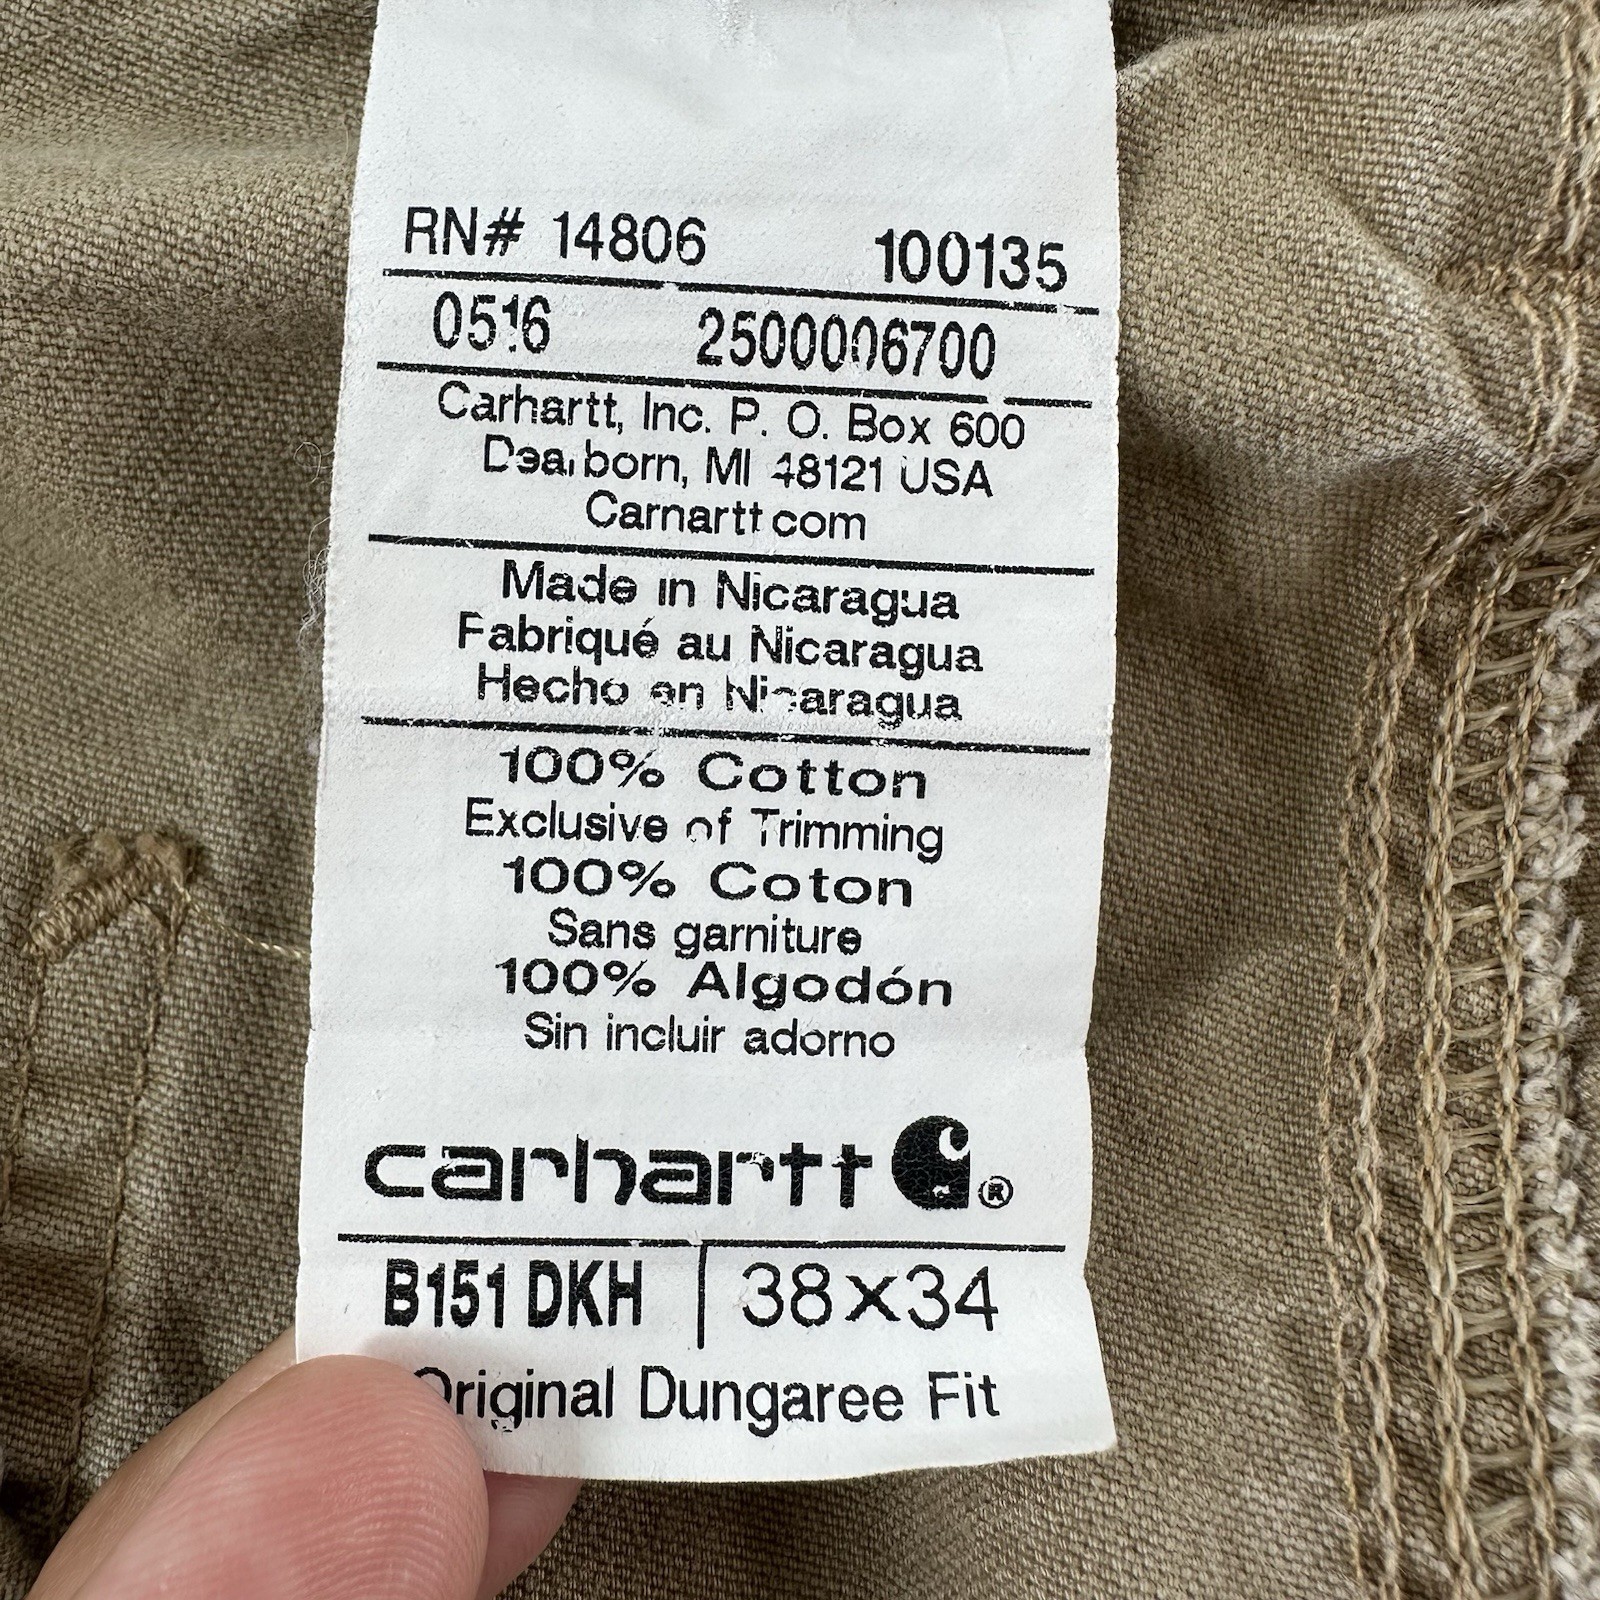 RN# 14806 100135
0516 2500006700
Carhartt, Inc. P. O. Box 600
Dearborn, MI 48121 USA
Carhartt.com
Made in Nicaragua
Fabriqué au Nicaragua
Hecho en Nicaragua
100% Cotton
Exclusive of Trimming
100% Coton
Sans garniture
100% Algodón
Sin incluir adorno
carhartt ®
B151 DKH | 38x34
Original Dungaree Fit